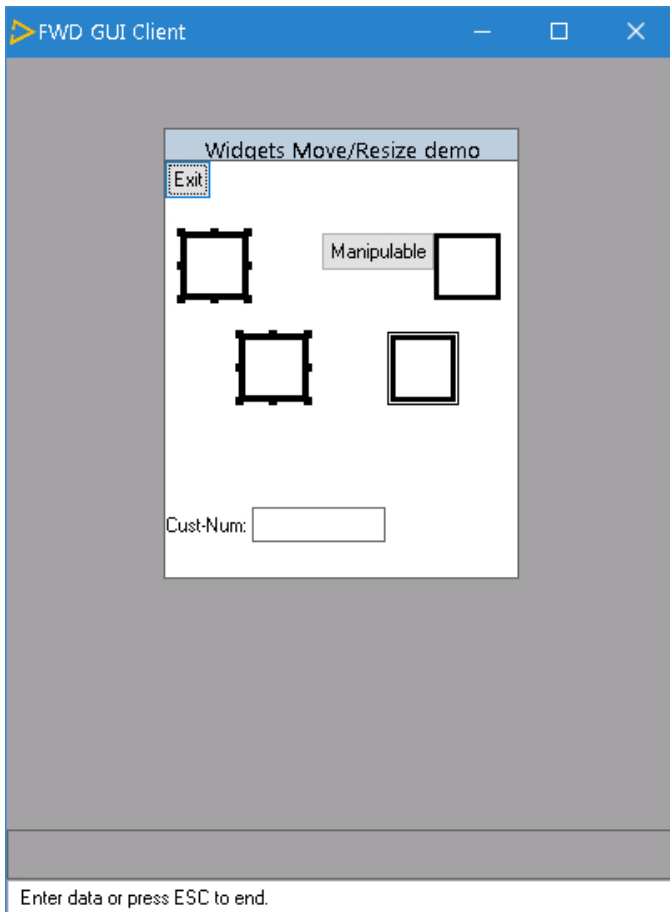 FWD GUI Client
Widgets Move/Resize demo
Exit
Manipulable
Cust-Num:
Enter data or press ESC to end.